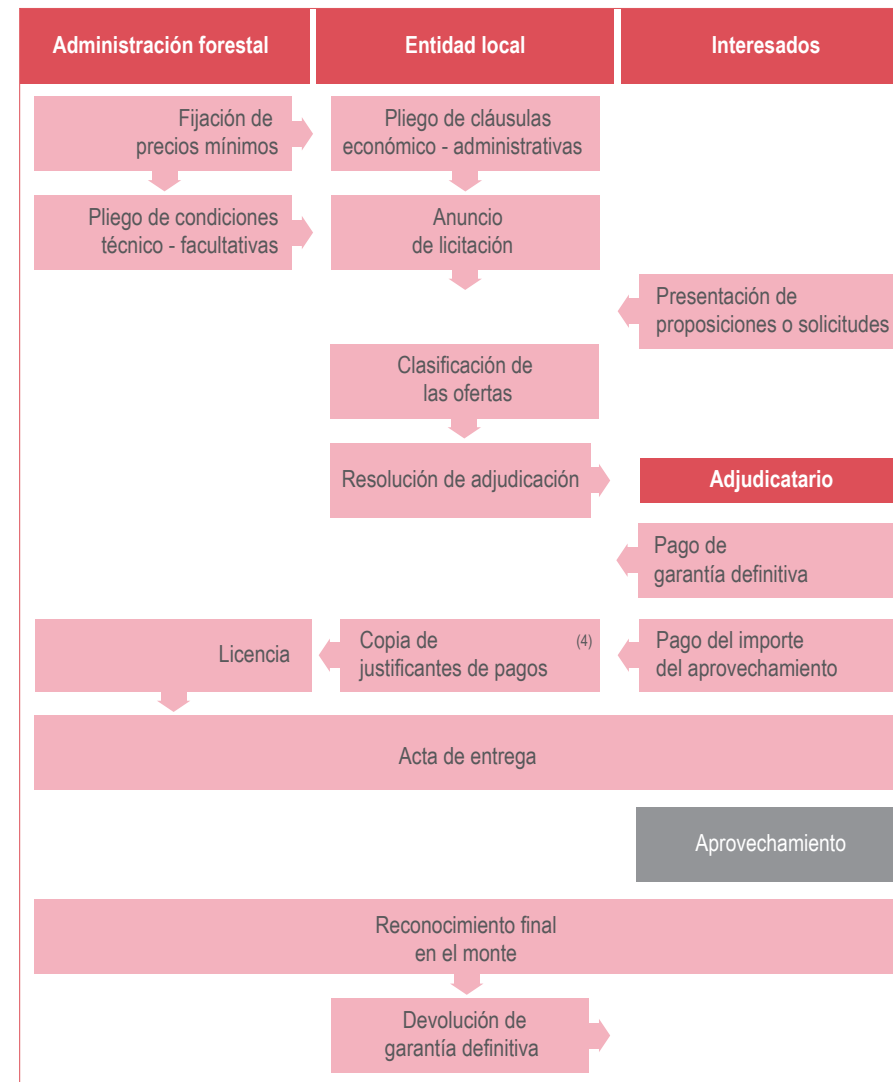 Administración forestal
Entidad local
Interesados
Fijación de
precios mínimos
Pliego de cláusulas
económico - administrativas
Pliego de condiciones
técnico - facultativas
Anuncio
de licitación
Presentación de
proposiciones o solicitudes
Clasificación de
las ofertas
Resolución de adjudicación
Adjudicatario
Pago de
garantía definitiva
Licencia
Copia de
justificantes de pagos
(4)
Pago del importe
del aprovechamiento
Acta de entrega
Aprovechamiento
Reconocimiento final
en el monte
Devolución de
garantía definitiva